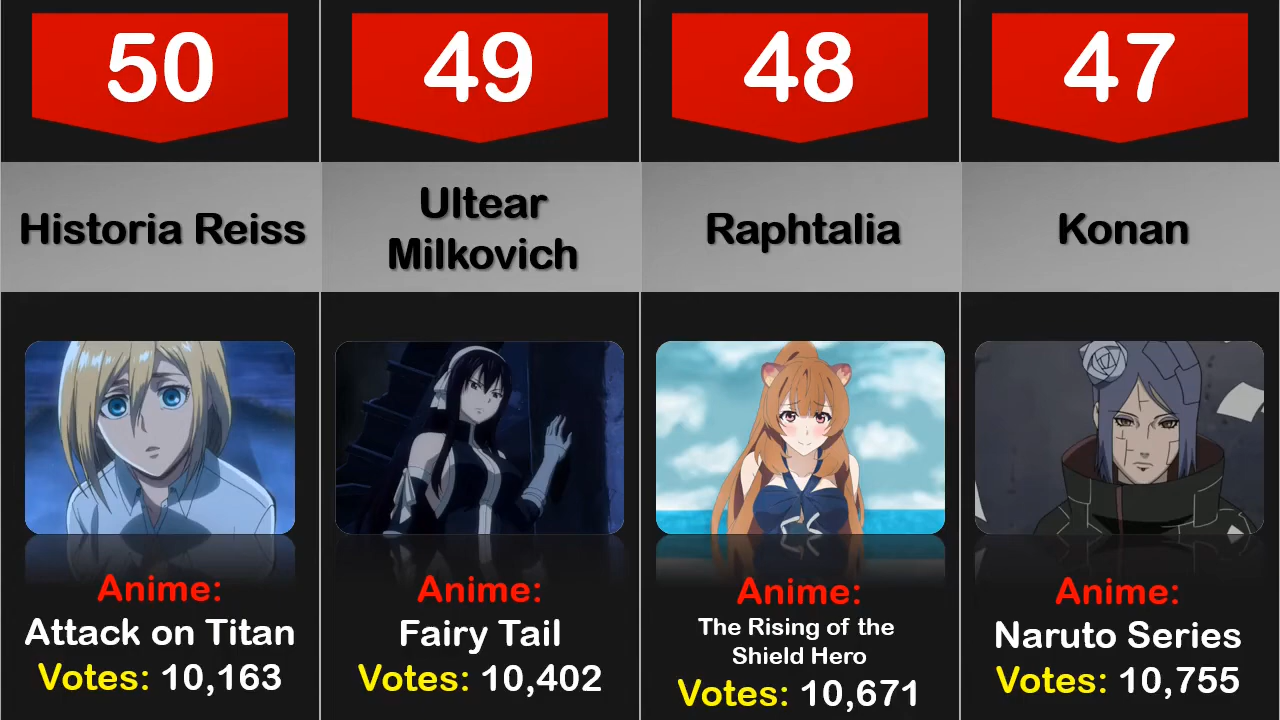 50
Historia Reiss
Anime:
Attack on Titan
Votes: 10,163
49
Ultear
Milkovich
Anime:
Fairy Tail
Votes: 10,402
48
Raphtalia
Anime:
The Rising of the
Shield Hero
Votes: 10,671
47
Konan
Anime:
Naruto Series
Votes: 10,755